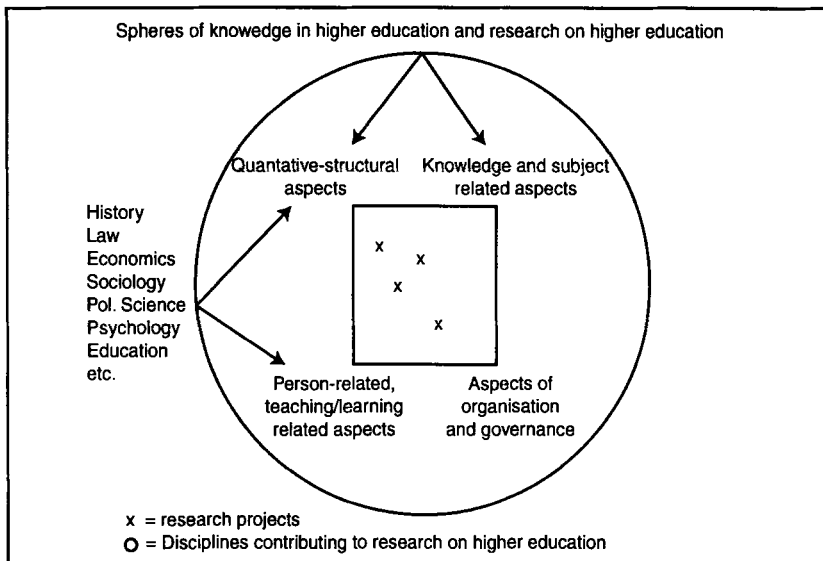 Spheres of knowedge in higher education and research on higher education
Quantative-structural
aspects
Knowledge and subject
related aspects
History
Law
Economics
Sociology
Pol. Science
Psychology
Education
etc.
x
x
x
x
Person-related,
teaching/learning
related aspects
Aspects of
organisation
and governance
x = research projects
O = Disciplines contributing to research on higher education